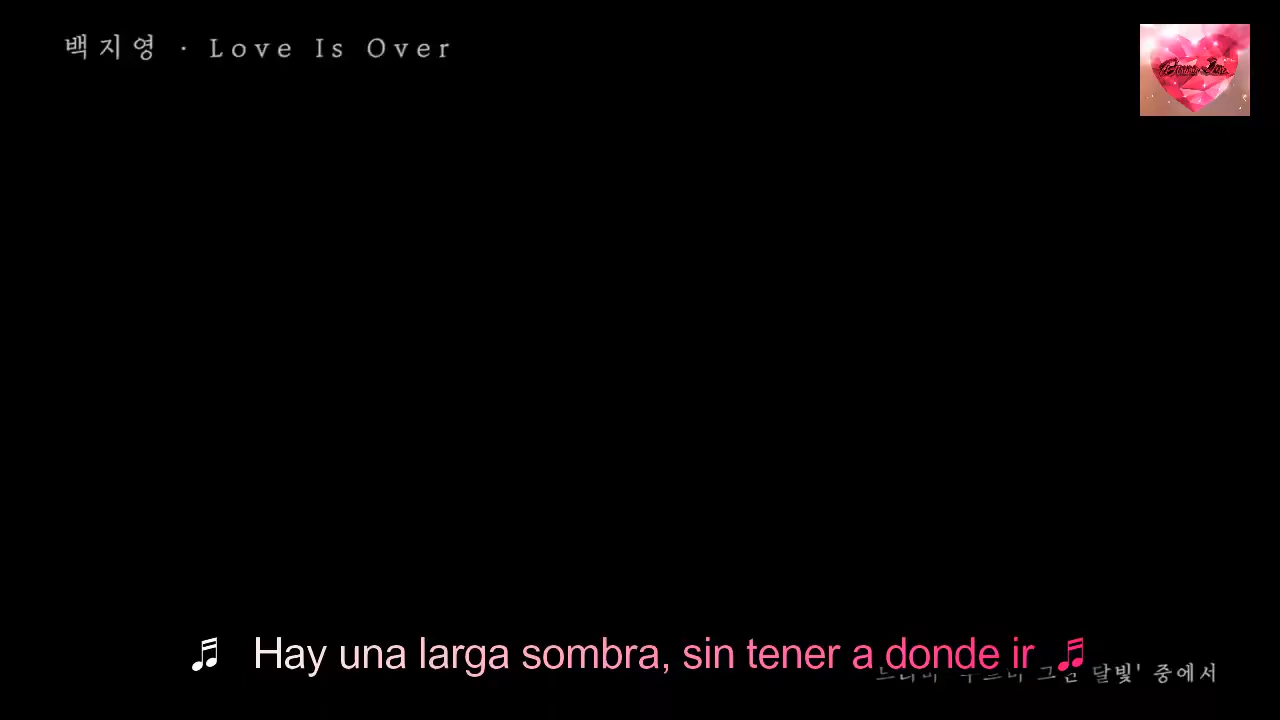 백지영 · Love Is Over
♬ Hay una larga sombra, sin tener a donde ir ♬
달빛' 중에서